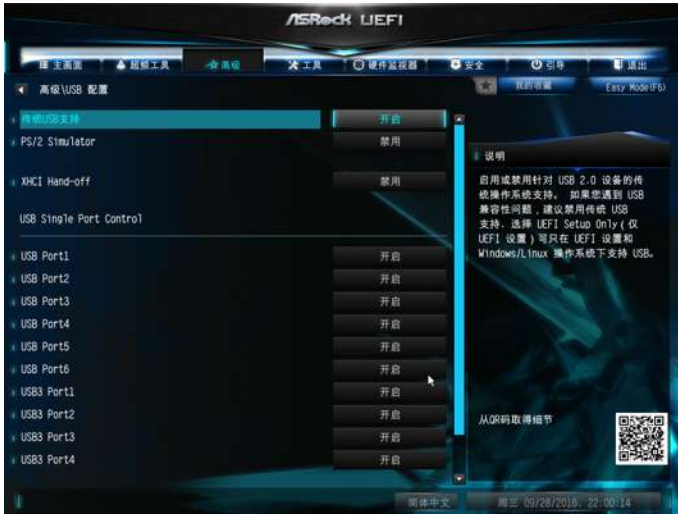 ASRock UEFI
主画面 超频工具 高级 工具 硬件监视器 安全 引导 退出
高级\USB 配置
我的收藏 Easy Mode(F6)
传统USB支持 开启
PS/2 Simulator 禁用
XHCI Hand-off 禁用
USB Single Port Control
USB Port1 开启
USB Port2 开启
USB Port3 开启
USB Port4 开启
USB Port5 开启
USB Port6 开启
USB3 Port1 开启
USB3 Port2 开启
USB3 Port3 开启
USB3 Port4 开启
说明
启用或禁用针对 USB 2.0 设备的传
统操作系统支持。 如果您遇到 USB
兼容性问题，建议禁用传统 USB
支持. 选择 UEFI Setup Only（仅
UEFI 设置）可只在 UEFI 设置和
Windows/Linux 操作系统下支持 USB。
从QR码取得细节
简体中文 周三 09/28/2016. 22:00:14